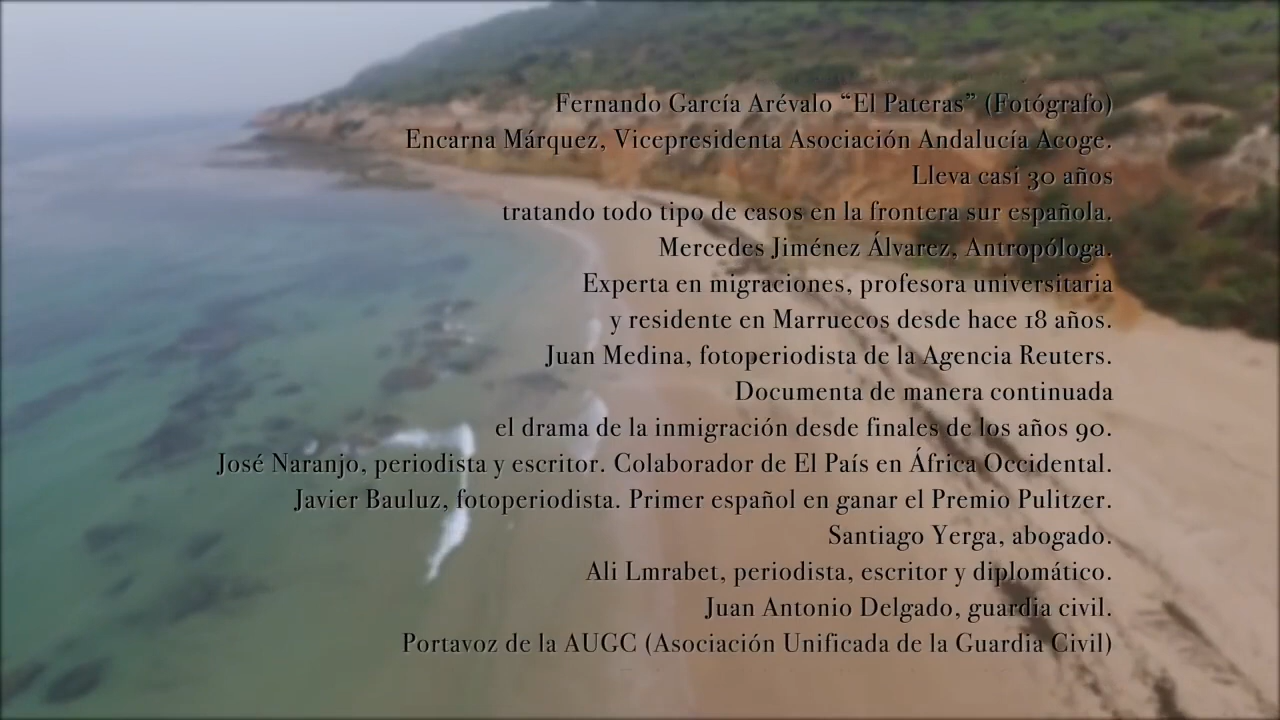 Fernando García Arévalo “El Pateras” (Fotógrafo)
Encarna Márquez, Vicepresidenta Asociación Andalucía Acoge.
Lleva casi 30 años
tratando todo tipo de casos en la frontera sur española.
Mercedes Jiménez Álvarez, Antropóloga.
Experta en migraciones, profesora universitaria
y residente en Marruecos desde hace 18 años.
Juan Medina, fotoperiodista de la Agencia Reuters.
Documenta de manera continuada
el drama de la inmigración desde finales de los años 90.
José Naranjo, periodista y escritor. Colaborador de El País en África Occidental.
Javier Bauluz, fotoperiodista. Primer español en ganar el Premio Pulitzer.
Santiago Yerga, abogado.
Ali Lmrabet, periodista, escritor y diplomático.
Juan Antonio Delgado, guardia civil.
Portavoz de la AUGC (Asociación Unificada de la Guardia Civil)